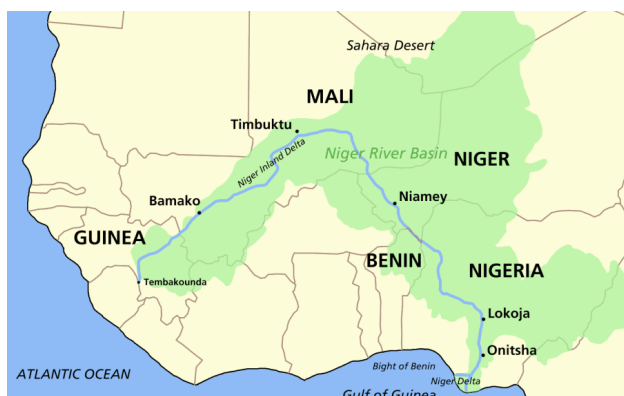 Sahara Desert
MALI
Timbuktu
Niger Inland Delta
Niger River Basin
NIGER
Bamako
Niamey
GUINEA
BENIN
NIGERIA
Tembakounda
Lokoja
Onitsha
Bight of Benin
ATLANTIC OCEAN
Niger Delta
Gulf of Guinea